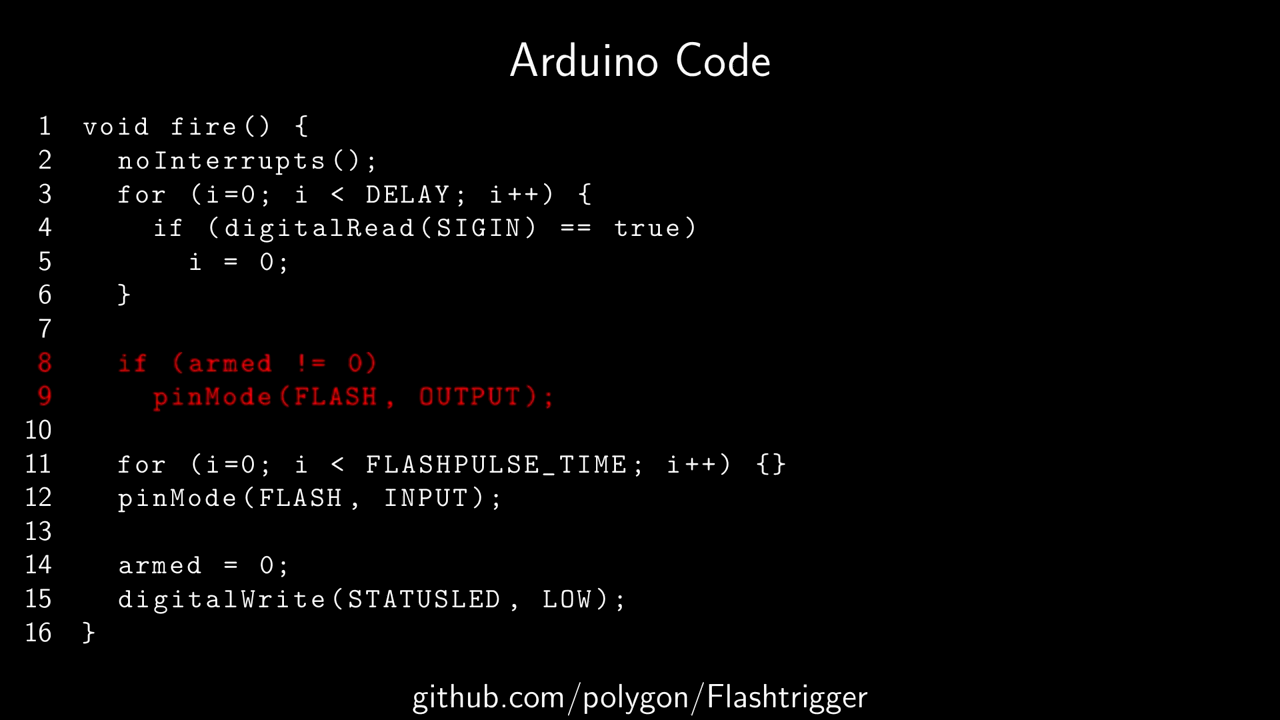 Arduino Code
1 void fire() {
2   noInterrupts();
3   for (i=0; i < DELAY; i++) {
4     if (digitalRead(SIGIN) == true)
5       i = 0;
6   }
7
8   if (armed != 0)
9     pinMode(FLASH, OUTPUT);
10
11   for (i=0; i < FLASHPULSE_TIME; i++) {}
12   pinMode(FLASH, INPUT);
13
14   armed = 0;
15   digitalWrite(STATUSLED, LOW);
16 }
github.com/polygon/Flashtrigger